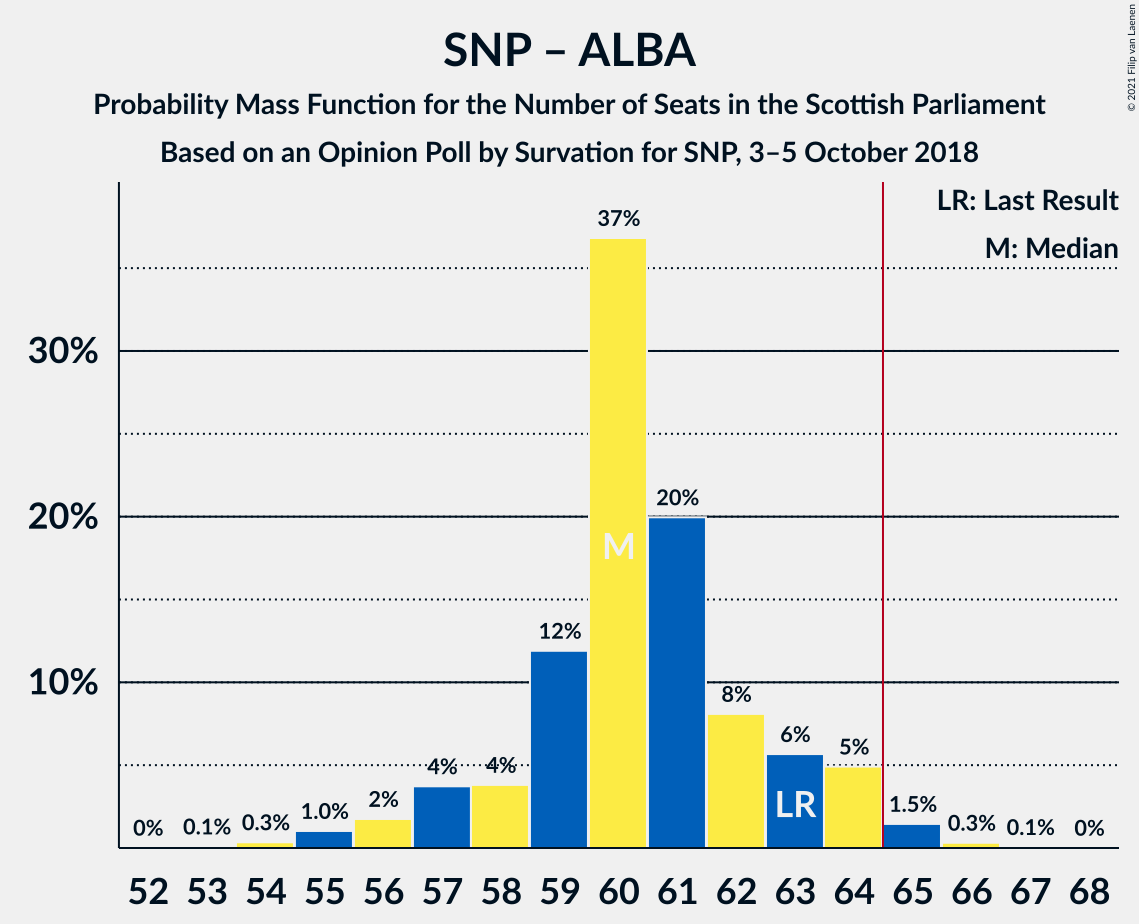 SNP – ALBA
Probability Mass Function for the Number of Seats in the Scottish Parliament
Based on an Opinion Poll by Survation for SNP, 3–5 October 2018
© 2021 Filip van Laenen
LR: Last Result
M: Median
37%
30%
20%
20%
M
12%
10%
8%
6%
5%
4%
4%
LR
2%
1.5%
1.0%
0.3%
0.3%
0% 0.1% 0.1% 0%
52 53 54 55 56 57 58 59 60 61 62 63 64 65 66 67 68